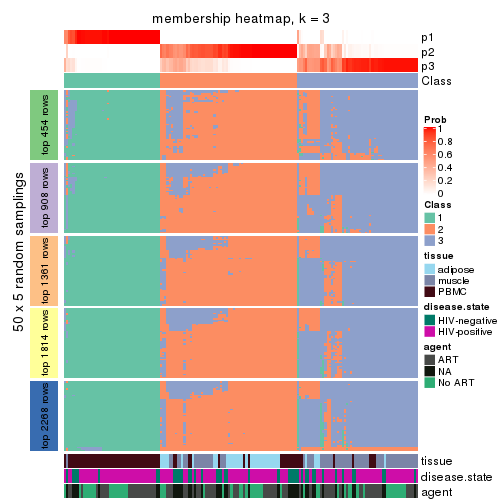 membership heatmap, k = 3
p1
p2
p3
Class
50 x 5 random samplings
top 454 rows
top 908 rows
top 1361 rows
top 1814 rows
top 2268 rows
Prob
1
0.8
0.6
0.4
0.2
0
Class
1
2
3
tissue
adipose
muscle
PBMC
disease.state
HIV-negative
HIV-positive
agent
ART
NA
No ART
tissue
disease.state
agent